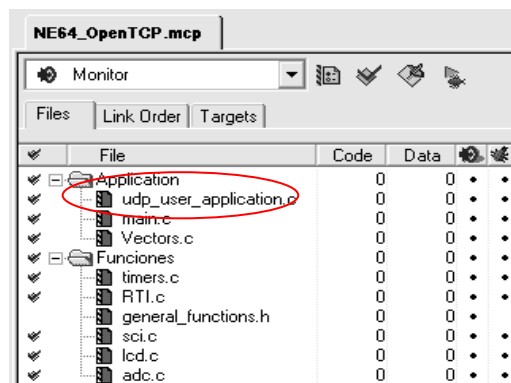 NE64_OpenTCP.mcp
Monitor
Files Link Order Targets
File Code Data
Application 0 0
udp_user_application.c 0 0
main.c 0 0
Vectors.c 0 0
Funciones 0 0
timers.c 0 0
RTI.c 0 0
general_functions.h 0 0
sci.c 0 0
lcd.c 0 0
adc.c 0 0